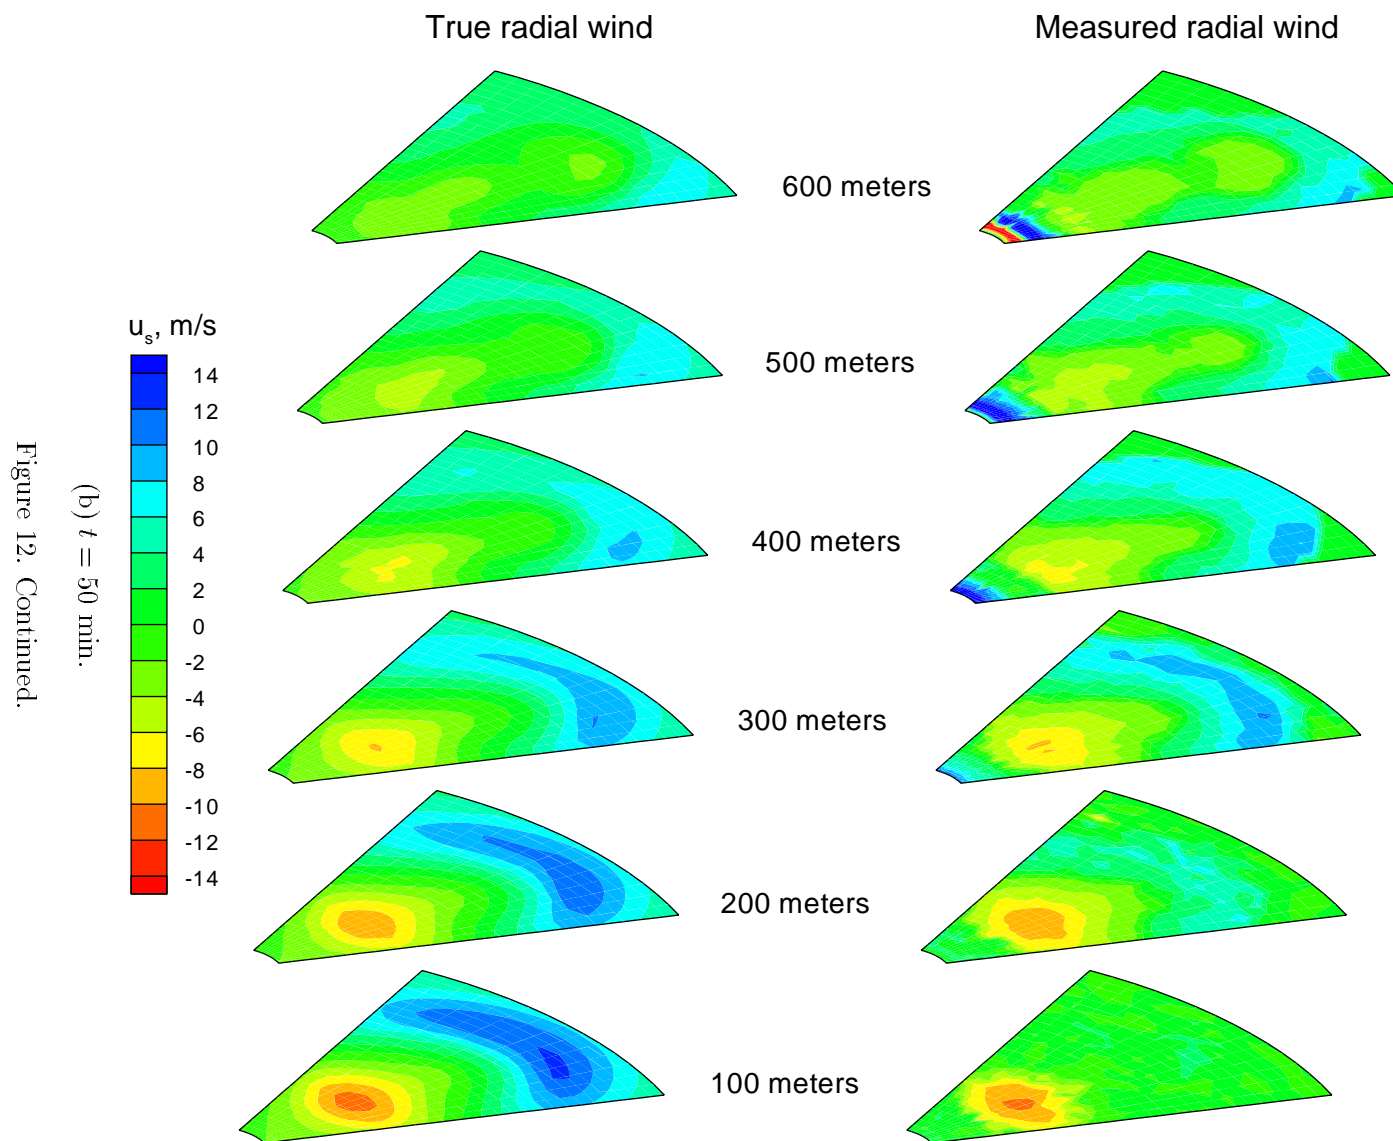 True radial wind
Measured radial wind
600 meters
500 meters
400 meters
300 meters
200 meters
100 meters
u_s, m/s
14
12
10
8
6
4
2
0
-2
-4
-6
-8
-10
-12
-14
(b) t = 50 min.
Figure 12. Continued.